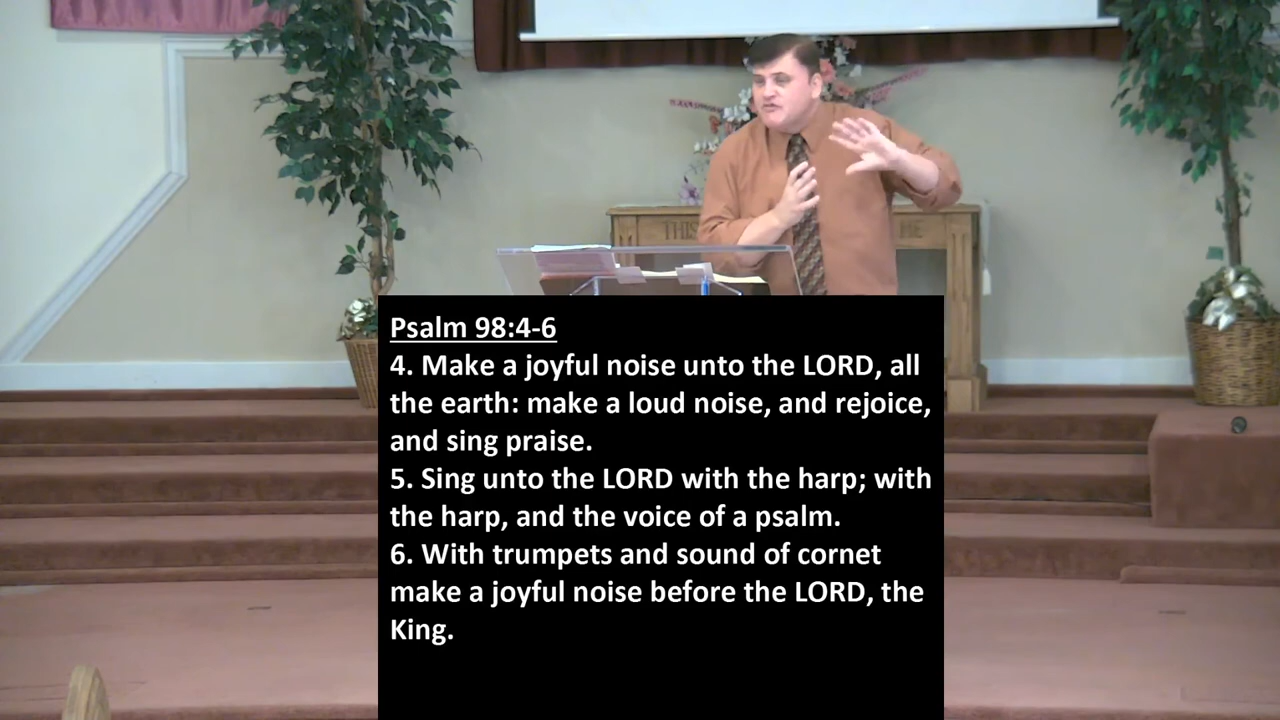 THIS
ME
Psalm 98:4-6
4. Make a joyful noise unto the LORD, all
the earth: make a loud noise, and rejoice,
and sing praise.
5. Sing unto the LORD with the harp; with
the harp, and the voice of a psalm.
6. With trumpets and sound of cornet
make a joyful noise before the LORD, the
King.